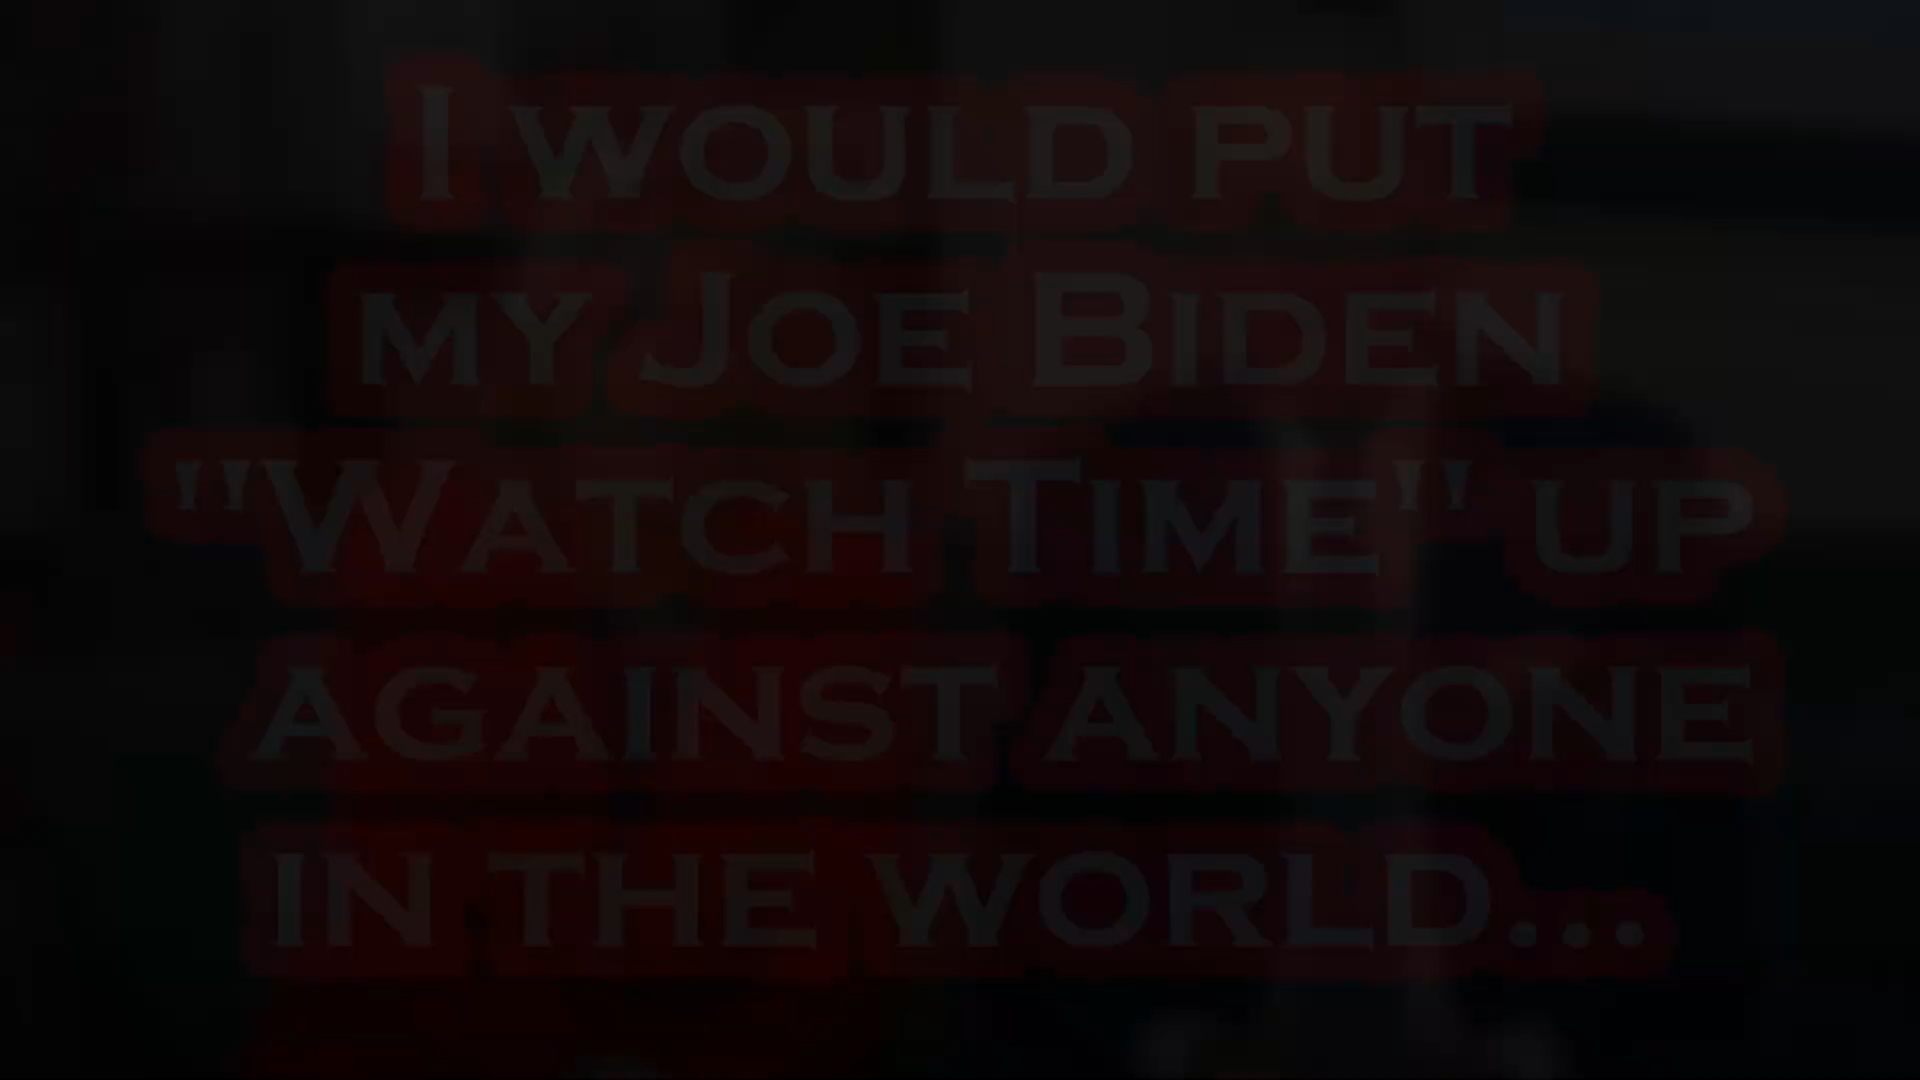 I WOULD PUT
MY JOE BIDEN
"WATCH TIME" UP
AGAINST ANYONE
IN THE WORLD...